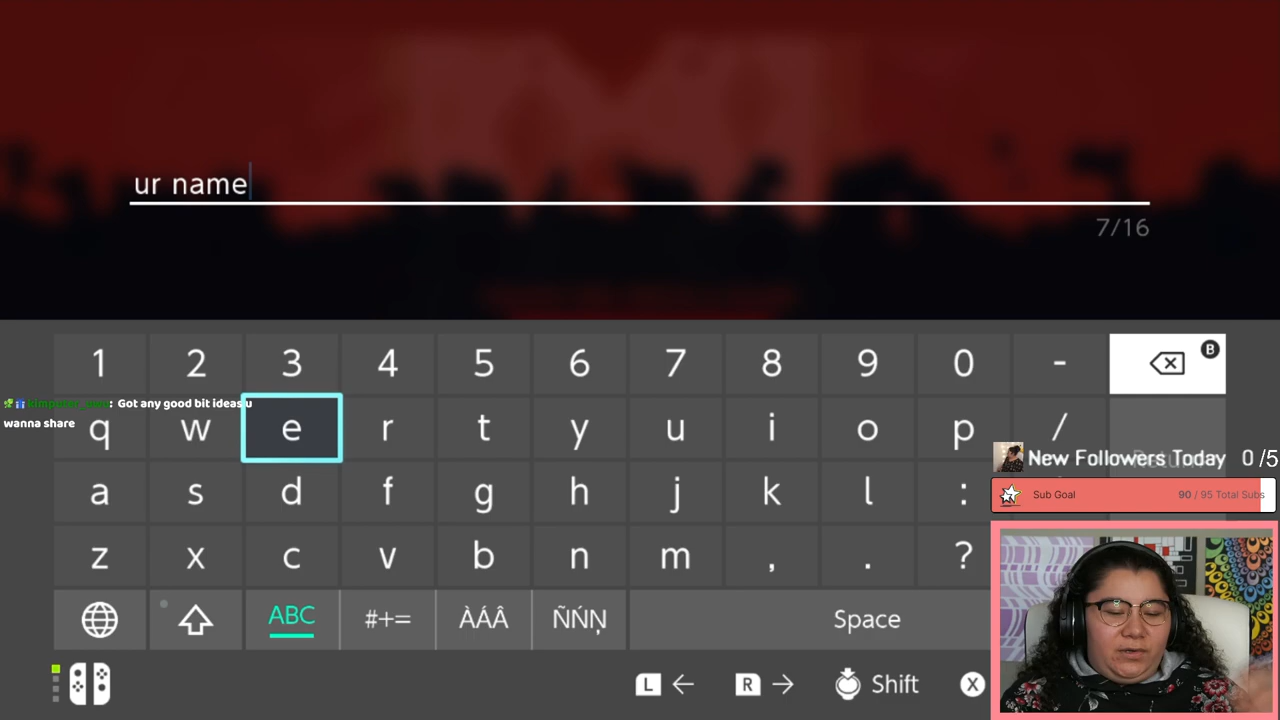 ur name
7/16
1 2 3 4 5 6 7 8 9 0 -
B
: Got any good bit ideas u
wanna share
q w e r t y u i o p /
New Followers Today 0 /5
a s d f g h j k l :
Sub Goal 90 / 95 Total Subs
z x c v b n m , . ?
ABC #+= ÀÁÂ ÑŃŅ Space
L ← R → Shift X